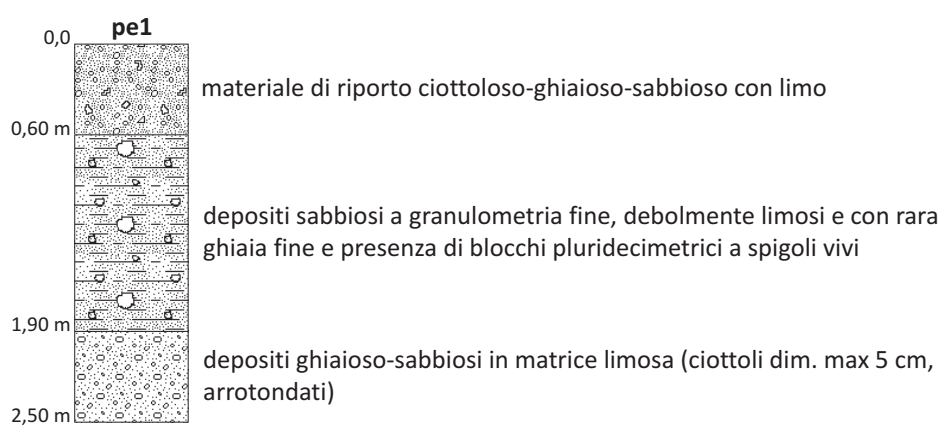 pe1
0,0
materiale di riporto ciottoloso-ghiaioso-sabbioso con limo
0,60 m
depositi sabbiosi a granulometria fine, debolmente limosi e con rara
ghiaia fine e presenza di blocchi pluridecimetrici a spigoli vivi
1,90 m
depositi ghiaioso-sabbiosi in matrice limosa (ciottoli dim. max 5 cm,
arrotondati)
2,50 m